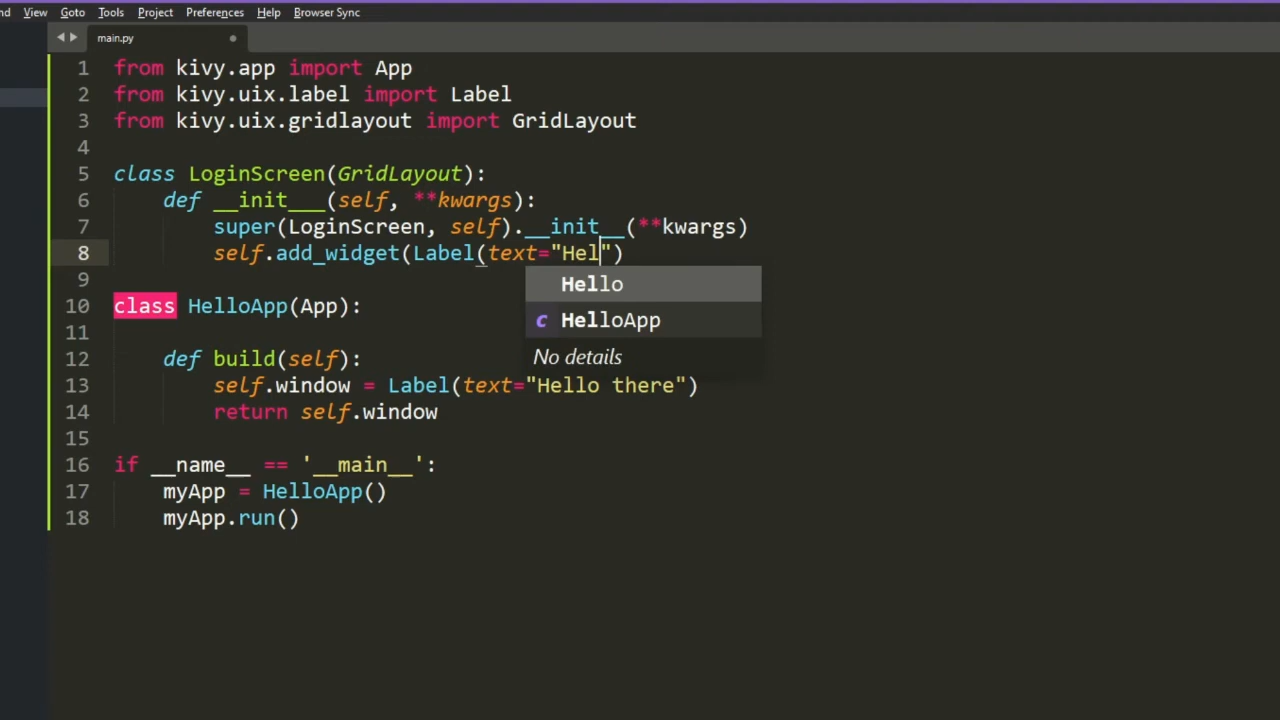 nd View Goto Tools Project Preferences Help Browser Sync
main.py
1 from kivy.app import App
2 from kivy.uix.label import Label
3 from kivy.uix.gridlayout import GridLayout
4
5 class LoginScreen(GridLayout):
6 def __init___(self, **kwargs):
7 super(LoginScreen, self).__init__(**kwargs)
8 self.add_widget(Label(text="Hel")
Hello
9
10 class HelloApp(App):
c HelloApp
11
No details
12 def build(self):
13 self.window = Label(text="Hello there")
14 return self.window
15
16 if __name__ == '__main__':
17 myApp = HelloApp()
18 myApp.run()